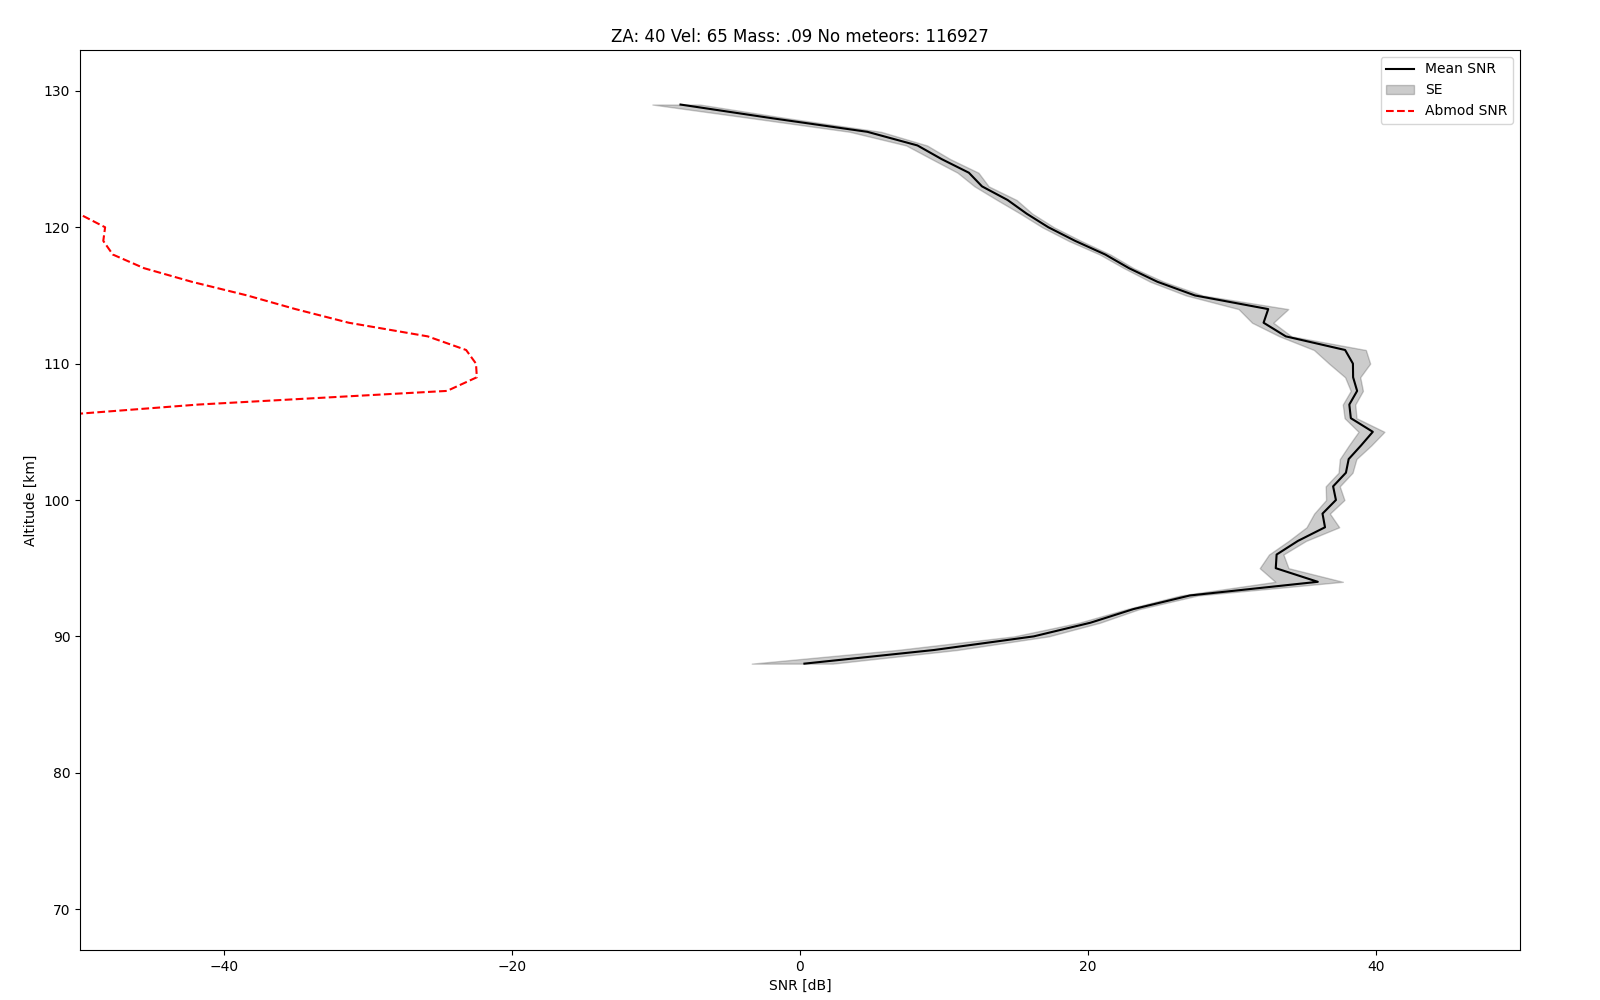 ZA: 40 Vel: 65 Mass: .09 No meteors: 116927
Mean SNR
SE
Abmod SNR
130
120
110
100
90
80
70
Altitude [km]
−40
−20
0
20
40
SNR [dB]